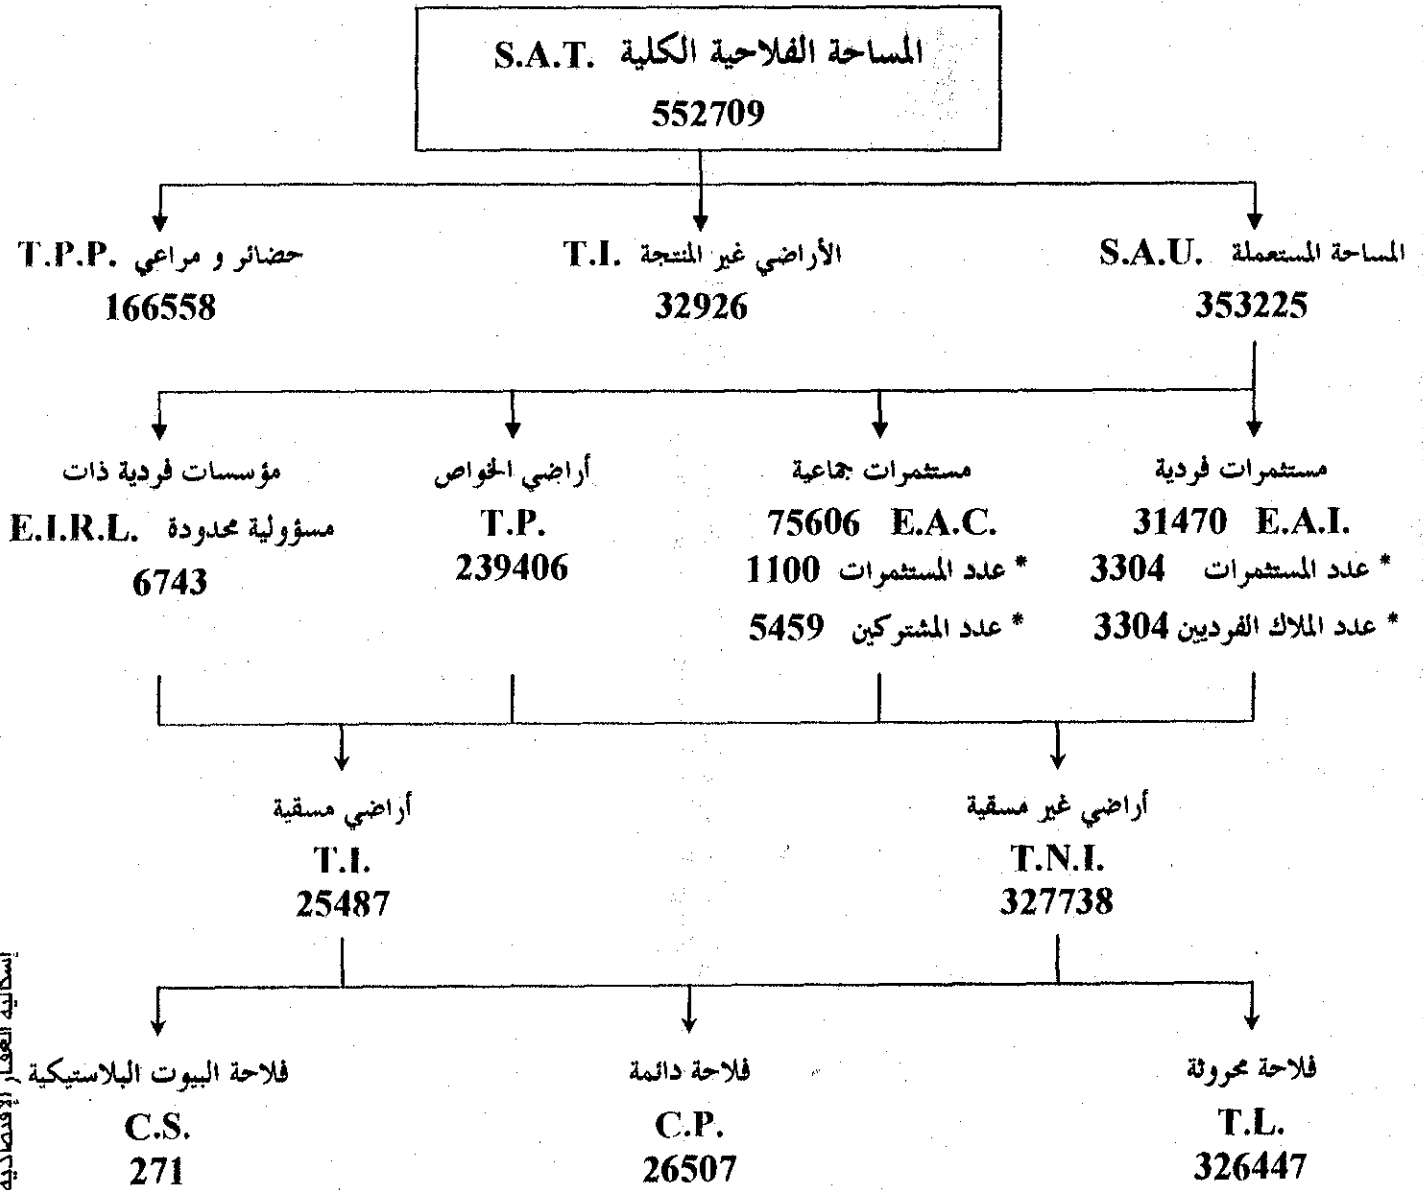 المساحة الفلاحية الكلية S.A.T.
552709
المساحة المستعملة S.A.U.
353225
الأراضي غير المنتجة T.I.
32926
حضائر و مراعي T.P.P.
166558
مستثمرات فردية
E.A.I. 31470
* عدد المستثمرات 3304
* عدد الملاك الفرديين 3304
مستثمرات جماعية
E.A.C. 75606
* عدد المستثمرات 1100
* عدد المشتركين 5459
أراضي الخواص
T.P.
239406
مؤسسات فردية ذات
مسؤولية محدودة E.I.R.L.
6743
أراضي غير مسقية
T.N.I.
327738
أراضي مسقية
T.I.
25487
فلاحة محروثة
T.L.
326447
فلاحة دائمة
C.P.
26507
فلاحة البيوت البلاستيكية
C.S.
271
إشكالية العقار الإقتصادية